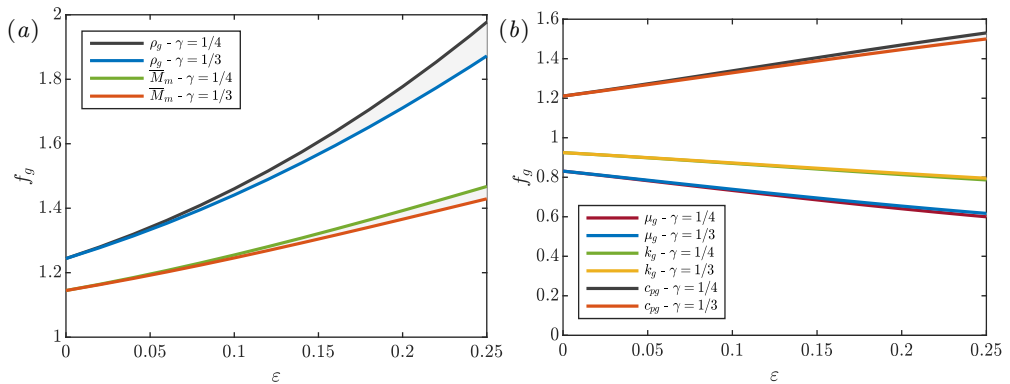 (a)
2
1.8
1.6
1.4
1.2
1
f_g
ρ_g - γ = 1/4
ρ_g - γ = 1/3
M̅_m - γ = 1/4
M̅_m - γ = 1/3
0 0.05 0.1 0.15 0.2 0.25
ε
(b)
1.6
1.4
1.2
1
0.8
0.6
0.4
0.2
0
f_g
μ_g - γ = 1/4
μ_g - γ = 1/3
k_g - γ = 1/4
k_g - γ = 1/3
c_pg - γ = 1/4
c_pg - γ = 1/3
0 0.05 0.1 0.15 0.2 0.25
ε